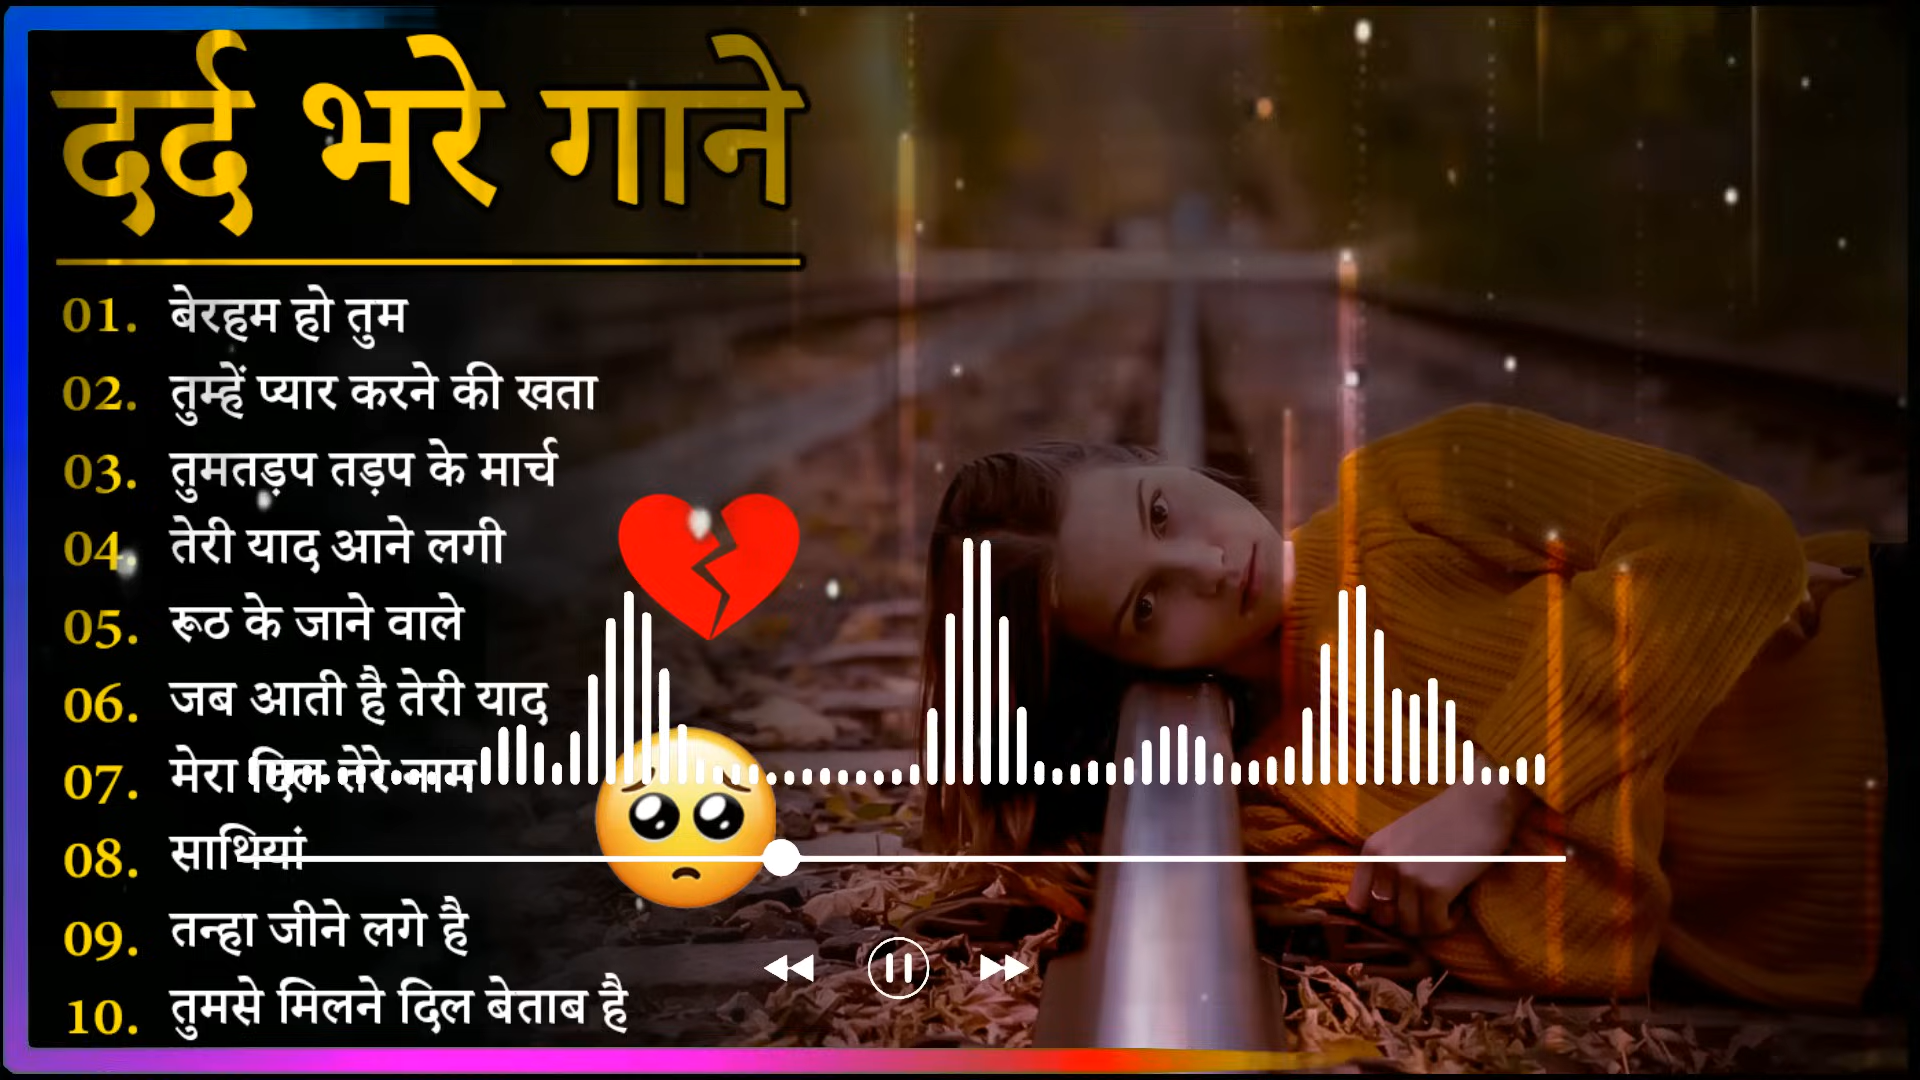 दर्द भरे गाने
01. बेरहम हो तुम
02. तुम्हें प्यार करने की खता
03. तुमतड़प तड़प के मार्च
04. तेरी याद आने लगी
05. रूठ के जाने वाले
06. जब आती है तेरी याद
07. मेरा दिल तेरे नाम
08. साथियां
09. तन्हा जीने लगे है
10. तुमसे मिलने दिल बेताब है